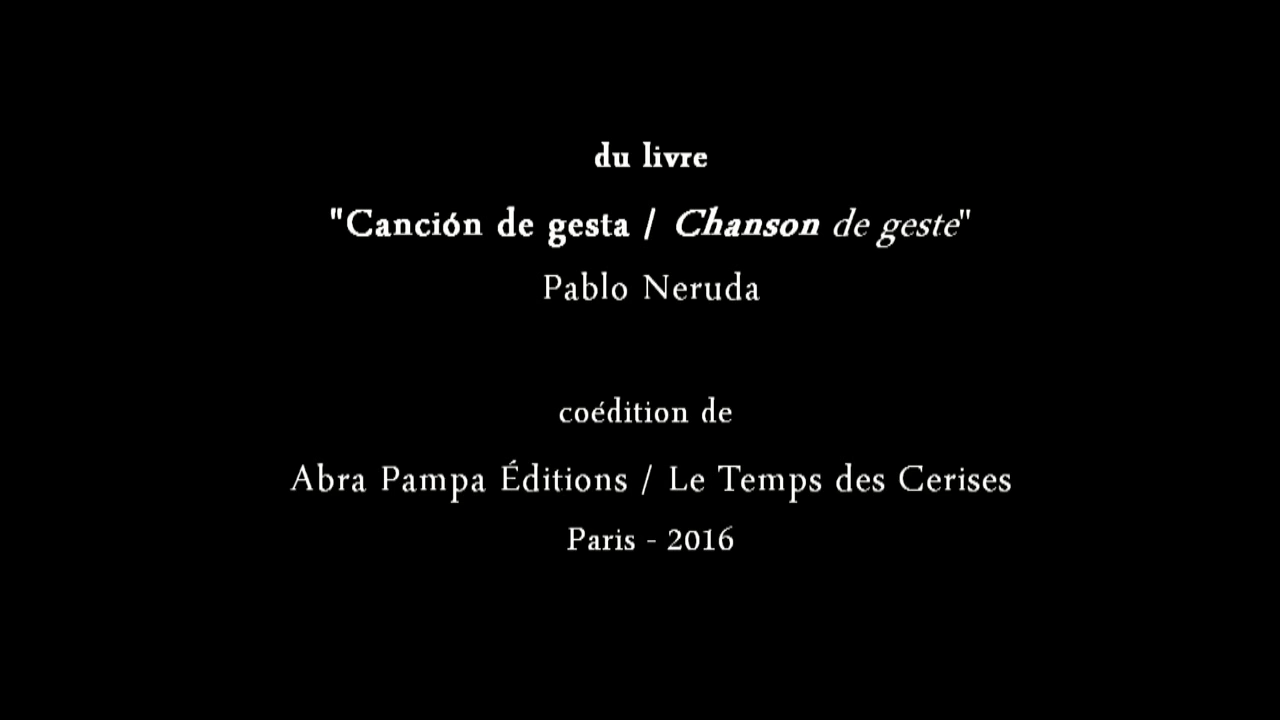 du livre
"Canción de gesta / Chanson de geste"
Pablo Neruda
coédition de
Abra Pampa Éditions / Le Temps des Cerises
Paris - 2016